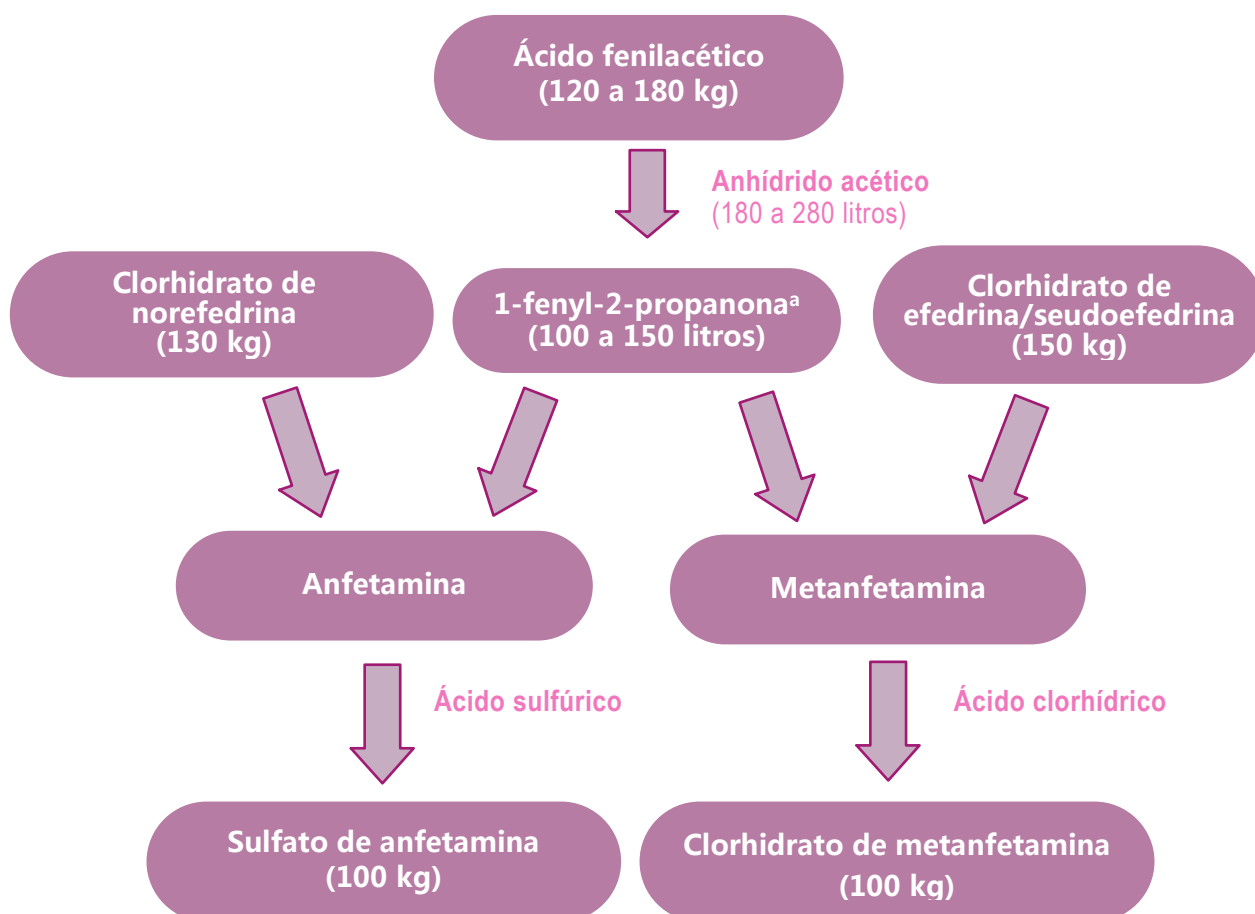 Ácido fenilacético
(120 a 180 kg)
Anhídrido acético
(180 a 280 litros)
Clorhidrato de
norefedrina
(130 kg)
1-fenyl-2-propanonaᵃ
(100 a 150 litros)
Clorhidrato de
efedrina/seudoefedrina
(150 kg)
Anfetamina
Metanfetamina
Ácido sulfúrico
Ácido clorhídrico
Sulfato de anfetamina
(100 kg)
Clorhidrato de metanfetamina
(100 kg)